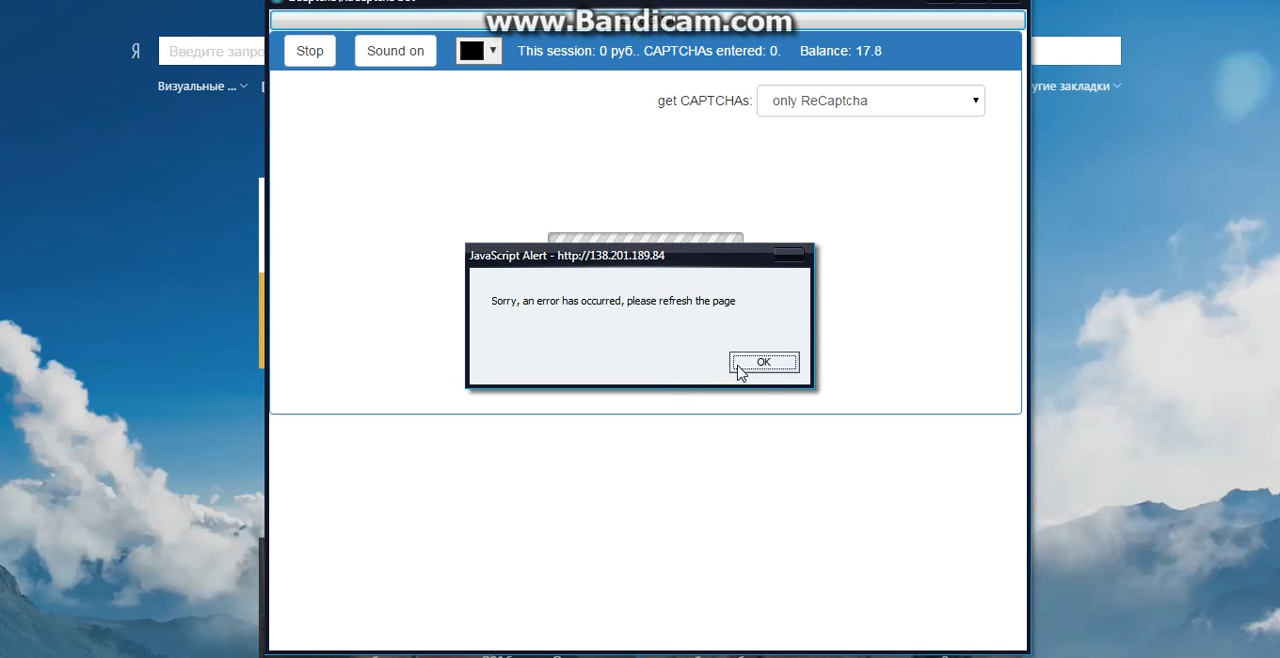 www.Bandicam.com
Stop
Sound on
This session: 0 руб.. CAPTCHAs entered: 0.
Balance: 17.8
Я
Введите запро
Визуальные ...
угие закладки
get CAPTCHAs:
only ReCaptcha
JavaScript Alert - http://138.201.189.84
Sorry, an error has occurred, please refresh the page
OK